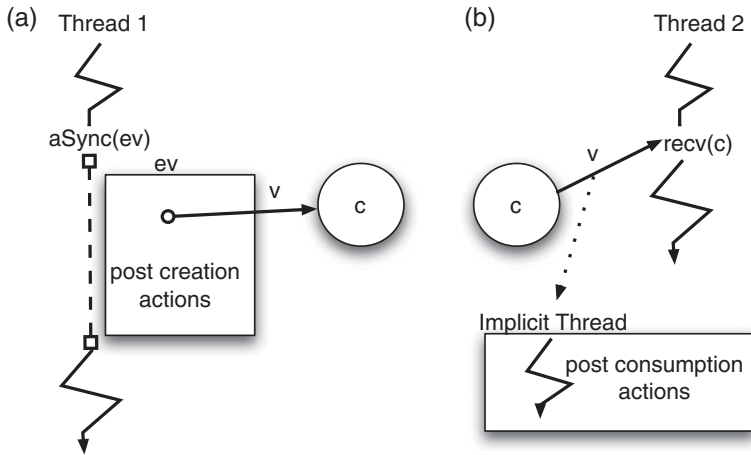 (a)
Thread 1
aSync(ev)
ev
v
c
post creation
actions
(b)
Thread 2
recv(c)
v
c
Implicit Thread
post consumption
actions